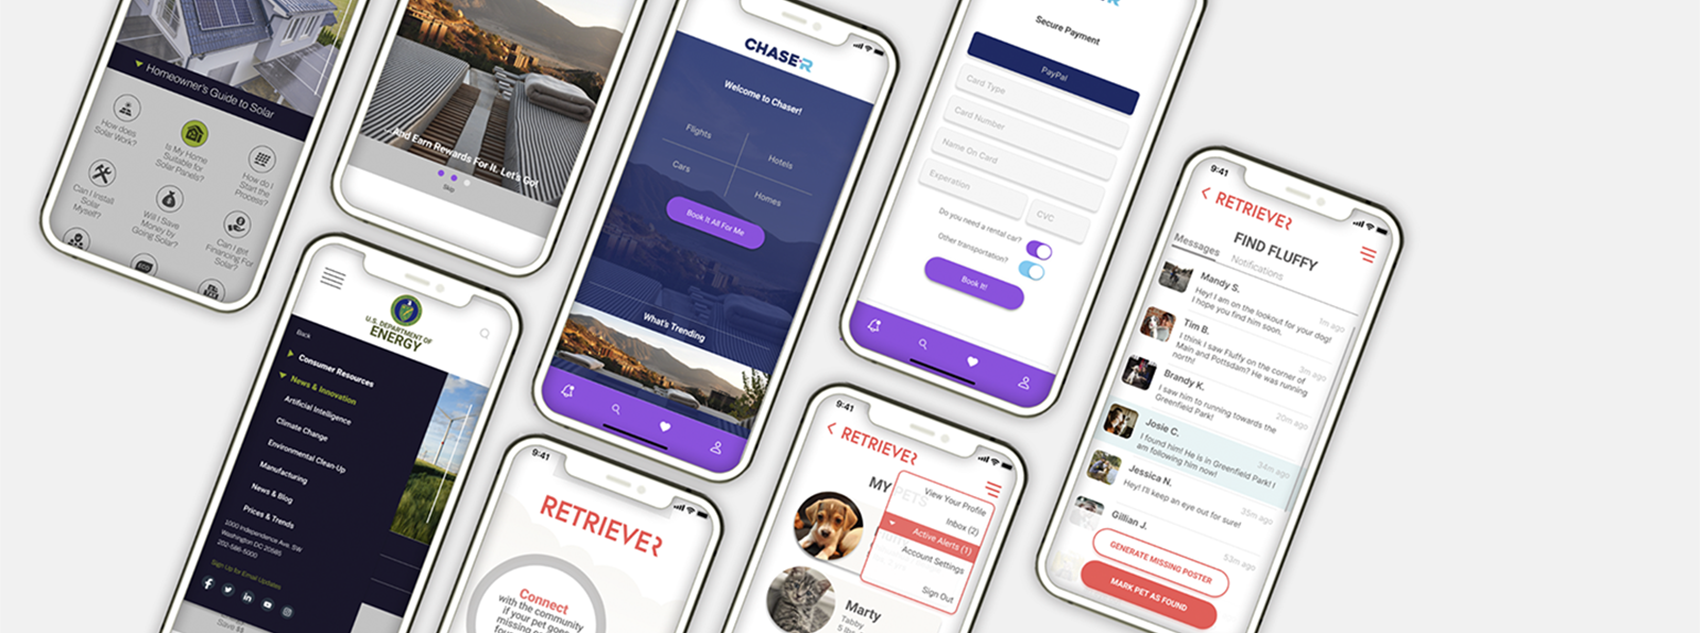 Homeowner's Guide to Solar
How does
Solar Work?
Is My Home
Suitable for
Solar Panels?
How do I
Start the
Process?
Can I Install
Solar
Myself?
Will I Save
Money by
Going Solar?
Can I get
Financing For
Solar?
...And Earn Rewards For It. Let's Go!
Skip
CHASER
Welcome to Chaser!
Flights
Hotels
Cars
Homes
Book It All For Me
What's Trending
Secure Payment
PayPal
Card Type
Card Number
Name On Card
Experation
CVC
Do you need a rental car?
Other transportation?
Book It!
U.S. DEPARTMENT OF
ENERGY
Back
Consumer Resources
News & Innovation
Artificial Intelligence
Climate Change
Environmental Clean-Up
Manufacturing
News & Blog
Prices & Trends
1000 Independence Ave. SW
Washington DC 20585
202-586-5000
Sign Up for Email Updates
Save $$
9:41
RETRIEVER
Connect
with the community
if your pet goes
missing or
9:41
RETRIEVER
MY PETS
View Your Profile
Inbox (2)
Active Alerts (1)
Account Settings
Sign Out
Marty
Tabby
9:41
RETRIEVER
FIND FLUFFY
Messages
Notifications
Mandy S.
Hey! I am on the lookout for your dog!
I hope you find him soon.
1m ago
Tim B.
I think I saw Fluffy on the corner of
Main and Pottsdam? He was running
north!
3m ago
Brandy K.
I saw him to running towards the
Greenfield Park!
20m ago
Josie C.
I found him! He is in Greenfield Park! I
am following him now!
34m ago
Jessica N.
Hey! I'll keep an eye out for sure!
35m ago
Gillian J.
53m ago
GENERATE MISSING POSTER
MARK PET AS FOUND